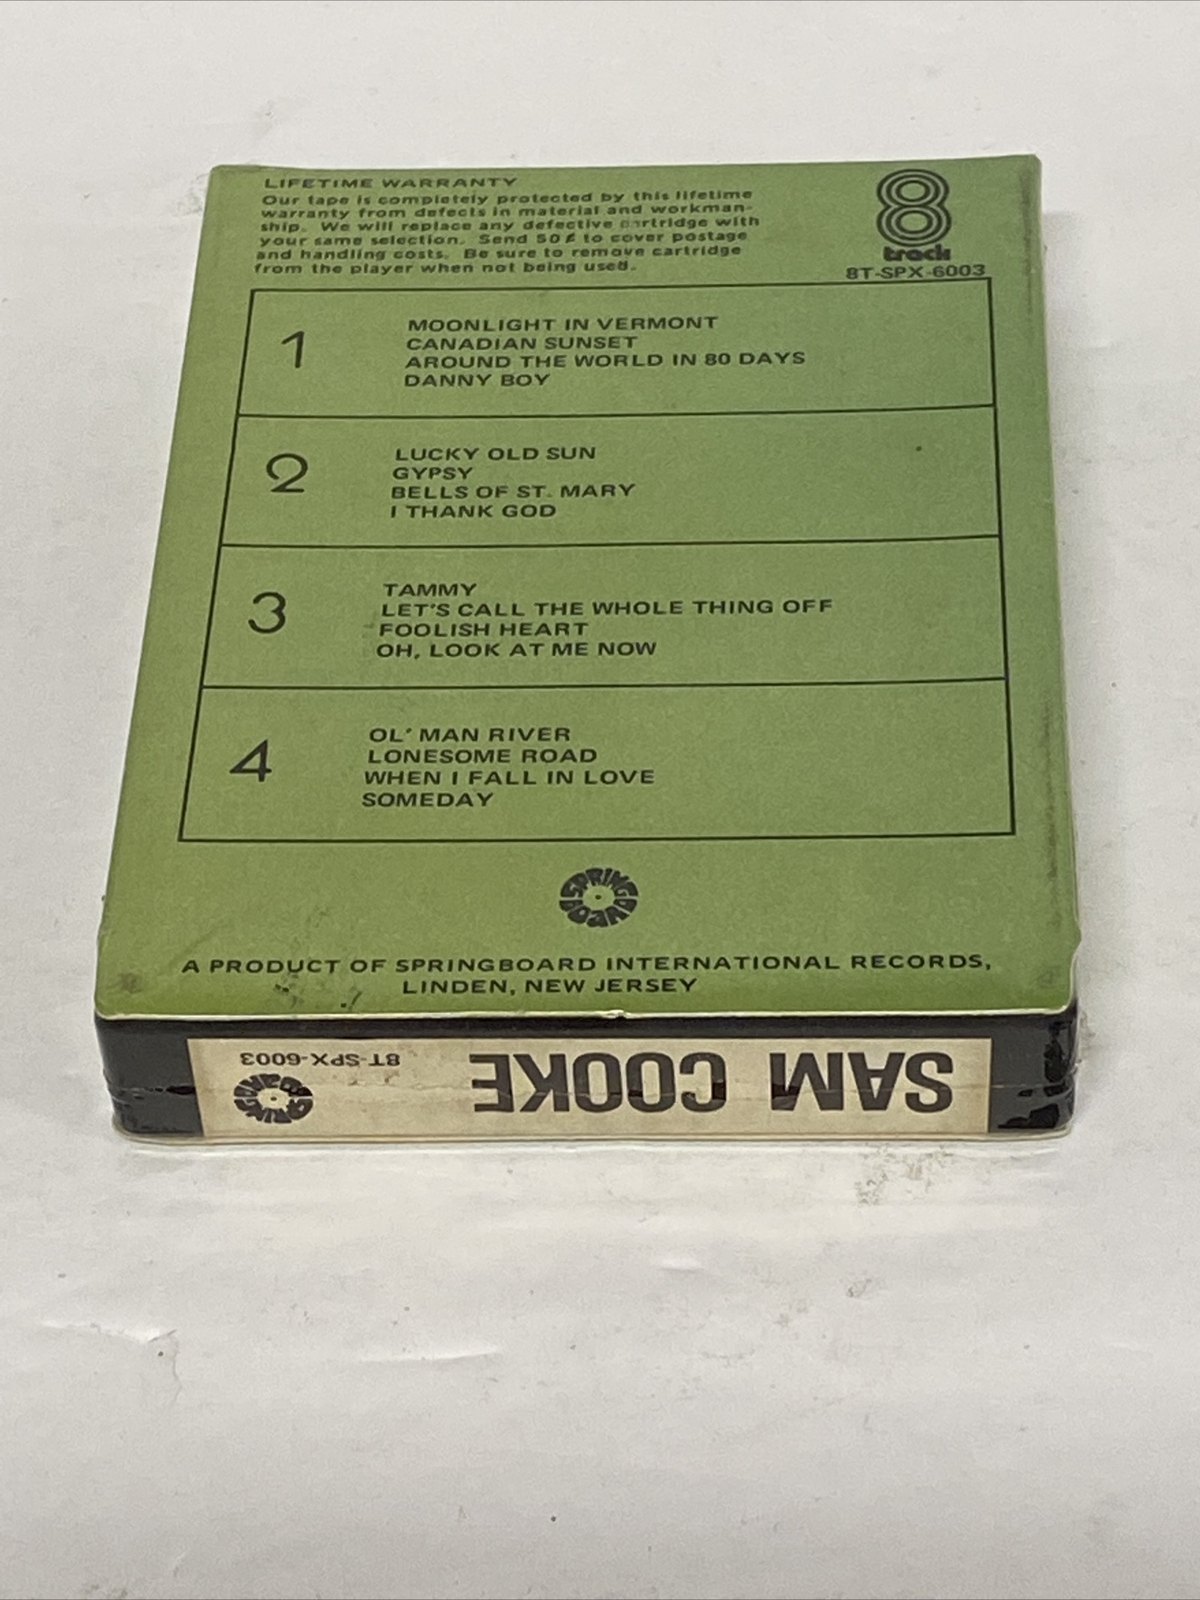 LIFETIME WARRANTY
Our tape is completely protected by this lifetime
warranty from defects in material and workman-
ship. We will replace any defective cartridge with
your same selection. Send 50¢ to cover postage
and handling costs. Be sure to remove cartridge
from the player when not being used.
8
track
8T-SPX-6003
1
MOONLIGHT IN VERMONT
CANADIAN SUNSET
AROUND THE WORLD IN 80 DAYS
DANNY BOY
2
LUCKY OLD SUN
GYPSY
BELLS OF ST. MARY
I THANK GOD
3
TAMMY
LET'S CALL THE WHOLE THING OFF
FOOLISH HEART
OH, LOOK AT ME NOW
4
OL' MAN RIVER
LONESOME ROAD
WHEN I FALL IN LOVE
SOMEDAY
SPRING BOARD
A PRODUCT OF SPRINGBOARD INTERNATIONAL RECORDS,
LINDEN, NEW JERSEY
SAM COOKE
SPRING BOARD
8T-SPX-6003